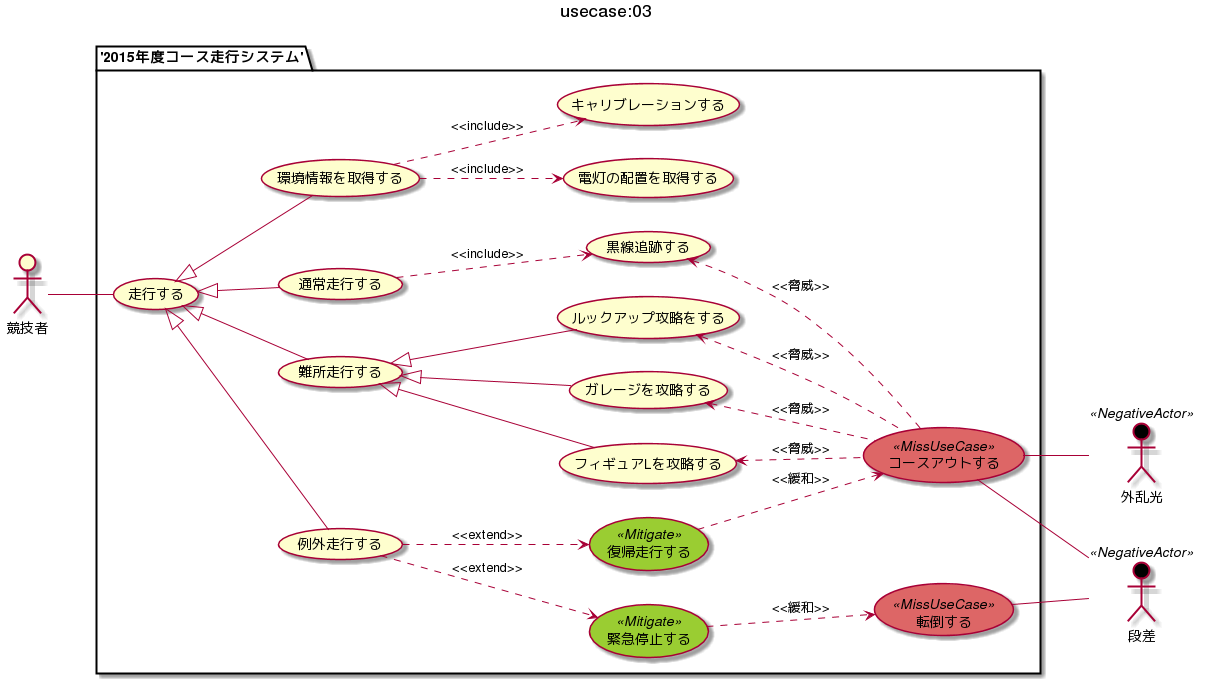 usecase:03
'2015年度コース走行システム'
キャリブレーションする
<<include>>
環境情報を取得する
<<include>>
電灯の配置を取得する
黒線追跡する
<<include>>
通常走行する
<<脅威>>
競技者
走行する
ルックアップ攻略をする
<<脅威>>
難所走行する
ガレージを攻略する
<<脅威>>
«NegativeActor»
外乱光
«MissUseCase»
コースアウトする
<<脅威>>
フィギュアLを攻略する
<<緩和>>
例外走行する
<<extend>>
«Mitigate»
復帰走行する
<<extend>>
«NegativeActor»
段差
«Mitigate»
緊急停止する
<<緩和>>
«MissUseCase»
転倒する